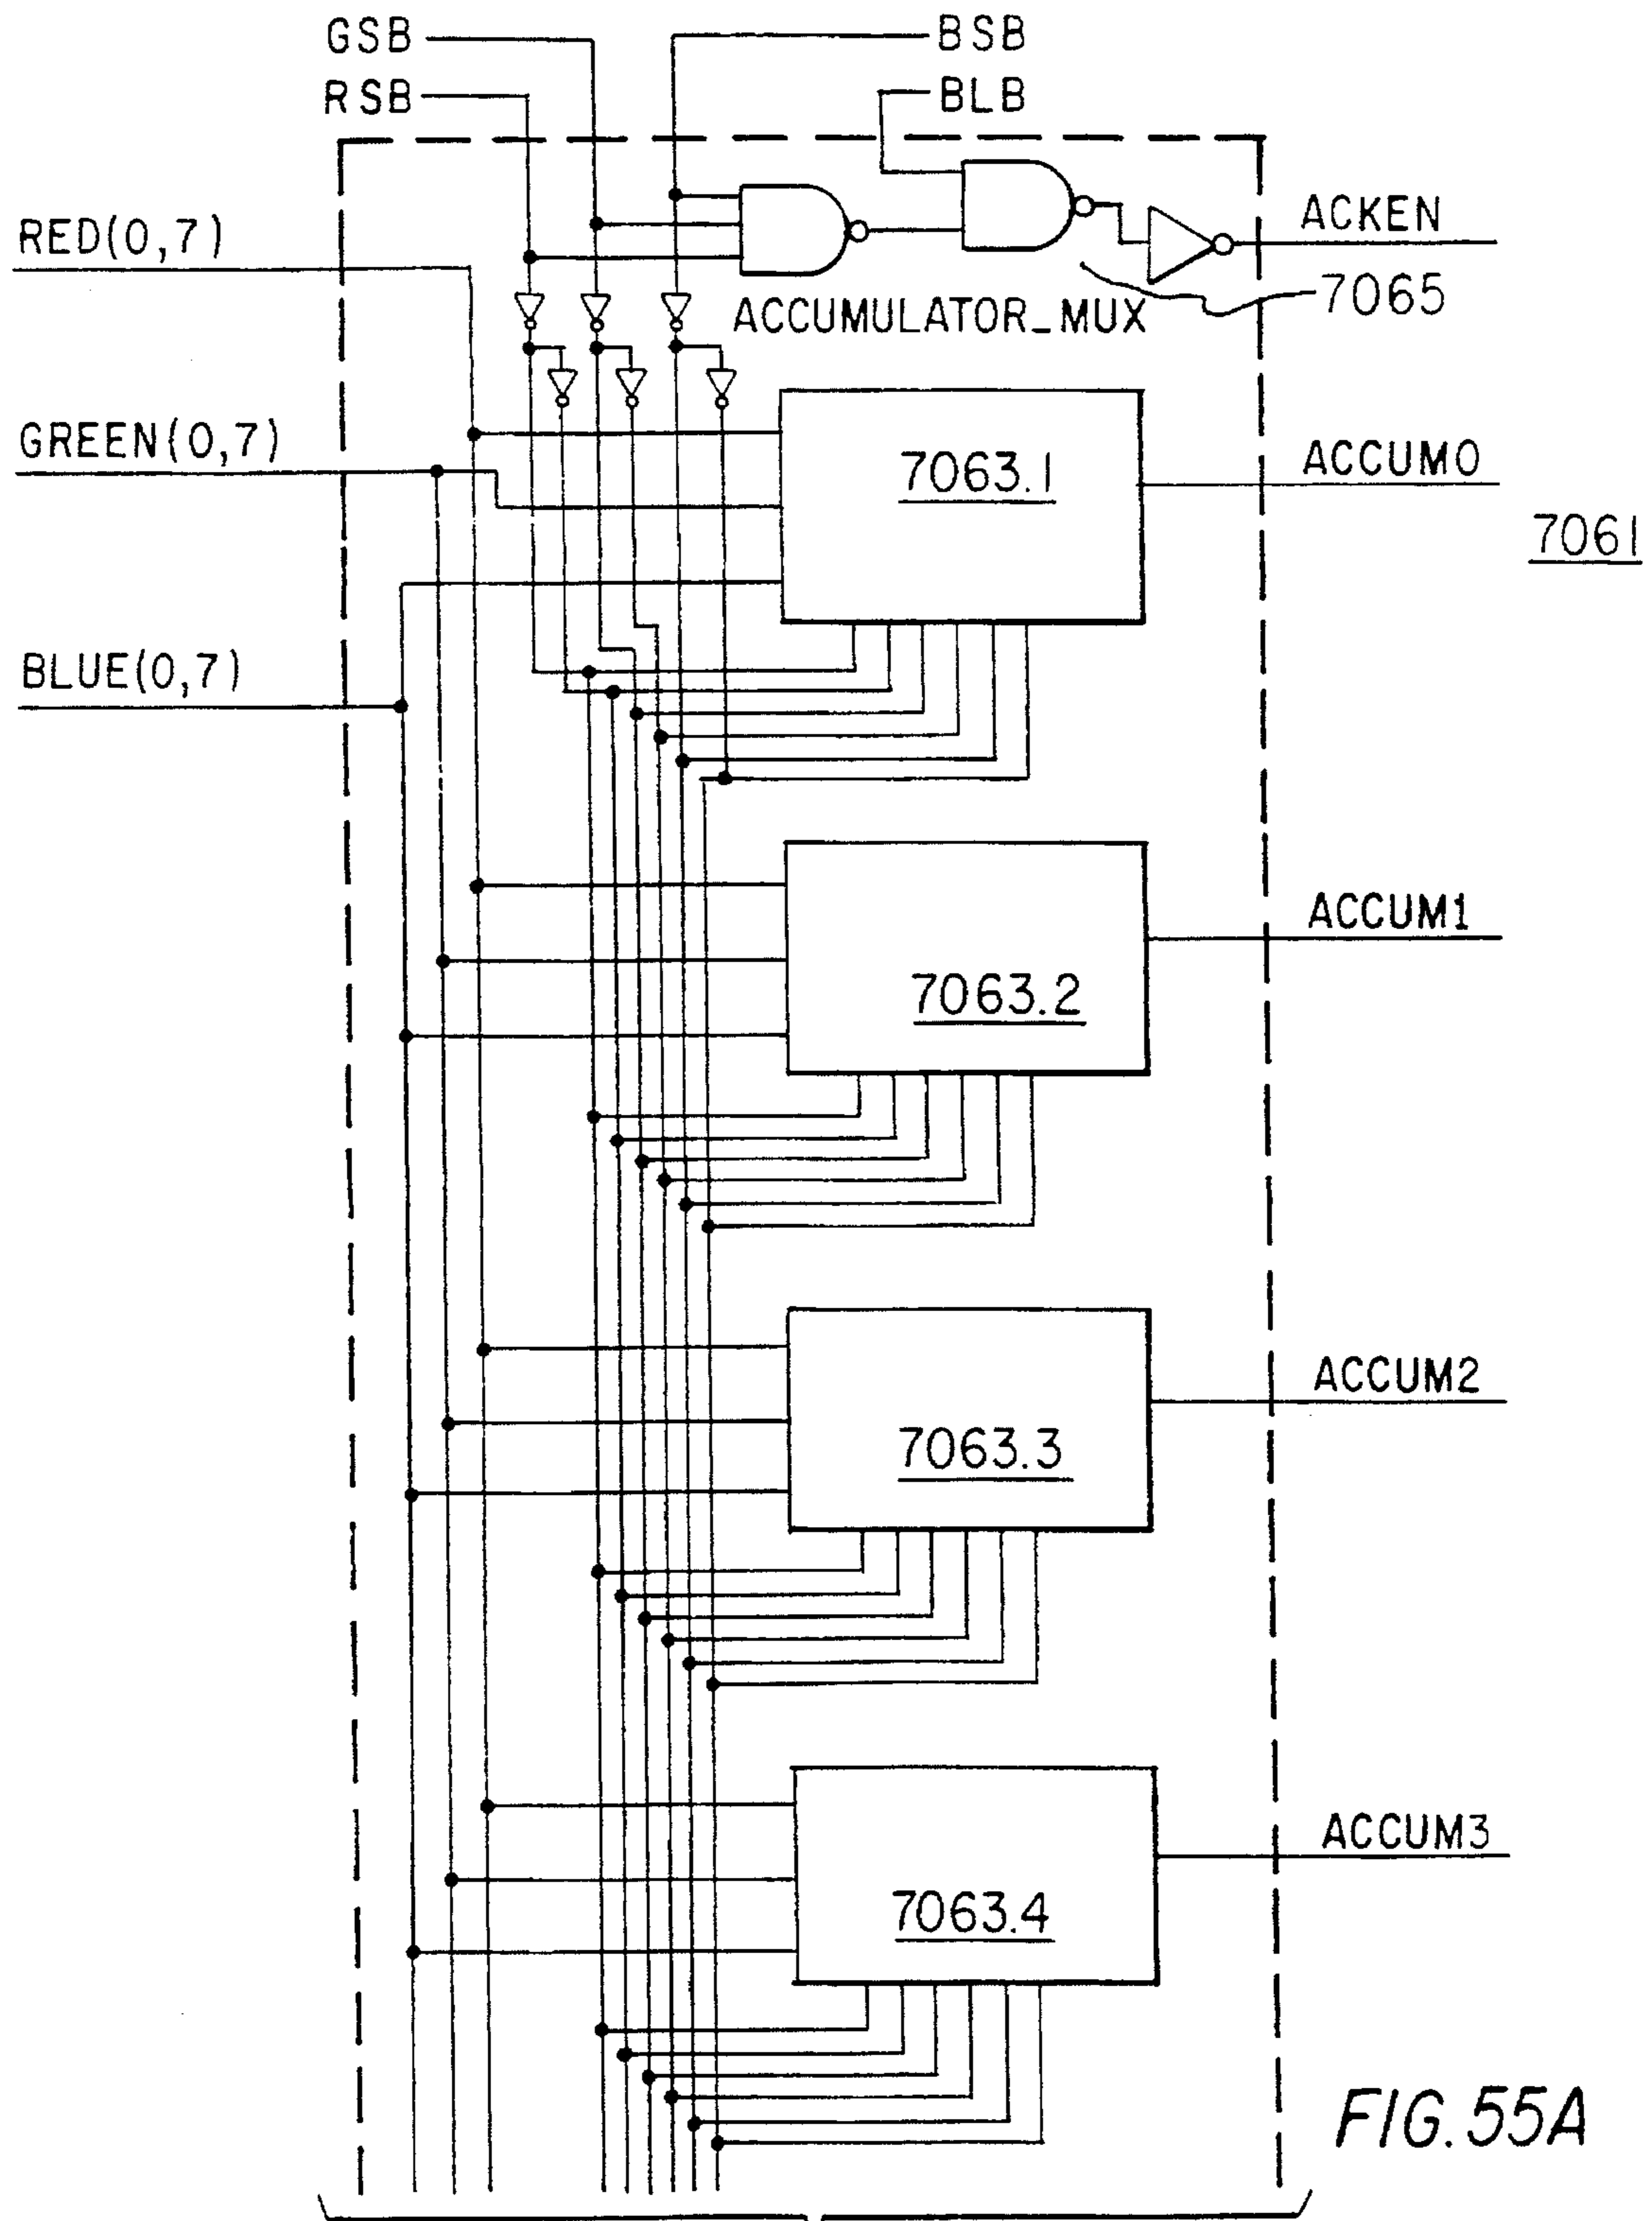 GSB
BSB
RSB
BLB
RED(0,7)
ACKEN
7065
ACCUMULATOR_MUX
GREEN(0,7)
7063.1
ACCUM0
7061
BLUE(0,7)
7063.2
ACCUM1
7063.3
ACCUM2
7063.4
ACCUM3
FIG.55A